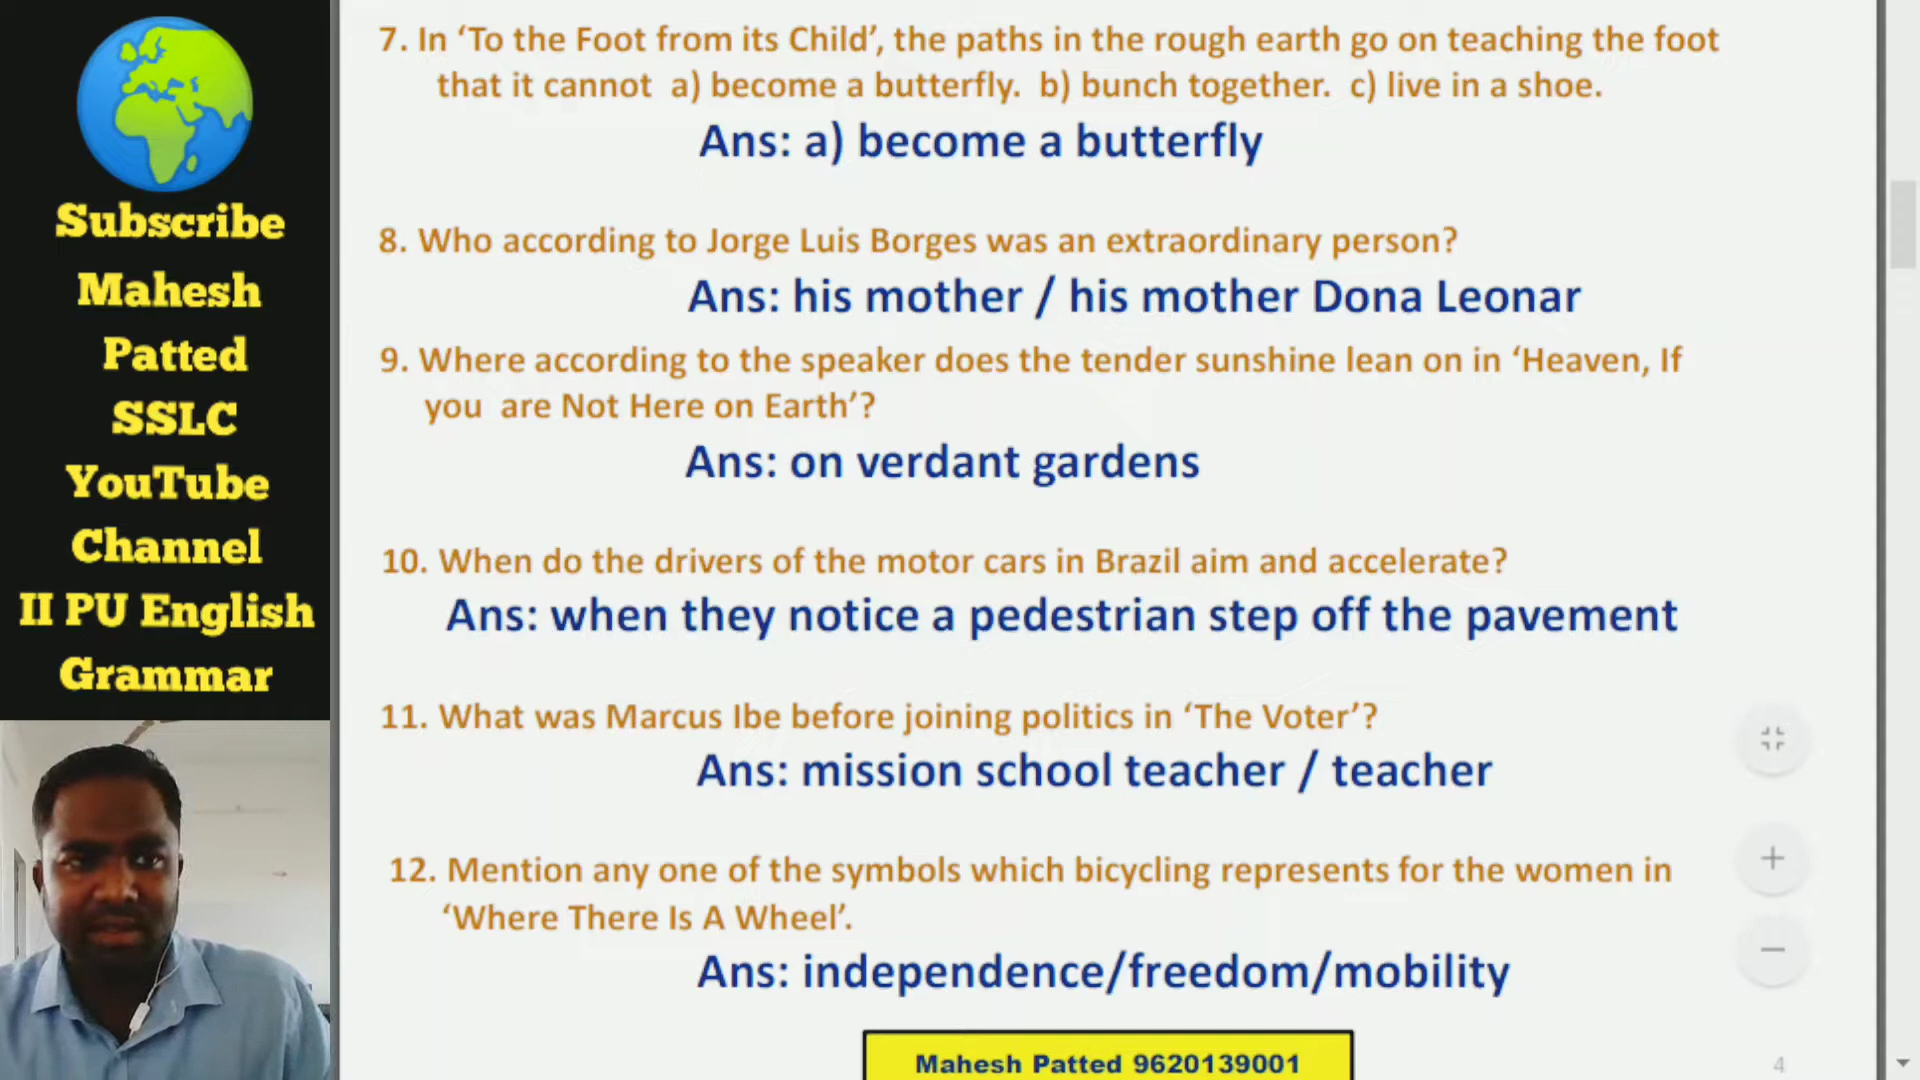 Subscribe
Mahesh
Patted
SSLC
YouTube
Channel
II PU English
Grammar
7. In ‘To the Foot from its Child’, the paths in the rough earth go on teaching the foot
that it cannot a) become a butterfly. b) bunch together. c) live in a shoe.
Ans: a) become a butterfly
8. Who according to Jorge Luis Borges was an extraordinary person?
Ans: his mother / his mother Dona Leonar
9. Where according to the speaker does the tender sunshine lean on in ‘Heaven, If
you are Not Here on Earth’?
Ans: on verdant gardens
10. When do the drivers of the motor cars in Brazil aim and accelerate?
Ans: when they notice a pedestrian step off the pavement
11. What was Marcus Ibe before joining politics in ‘The Voter’?
Ans: mission school teacher / teacher
12. Mention any one of the symbols which bicycling represents for the women in
‘Where There Is A Wheel’.
Ans: independence/freedom/mobility
Mahesh Patted 9620139001
4